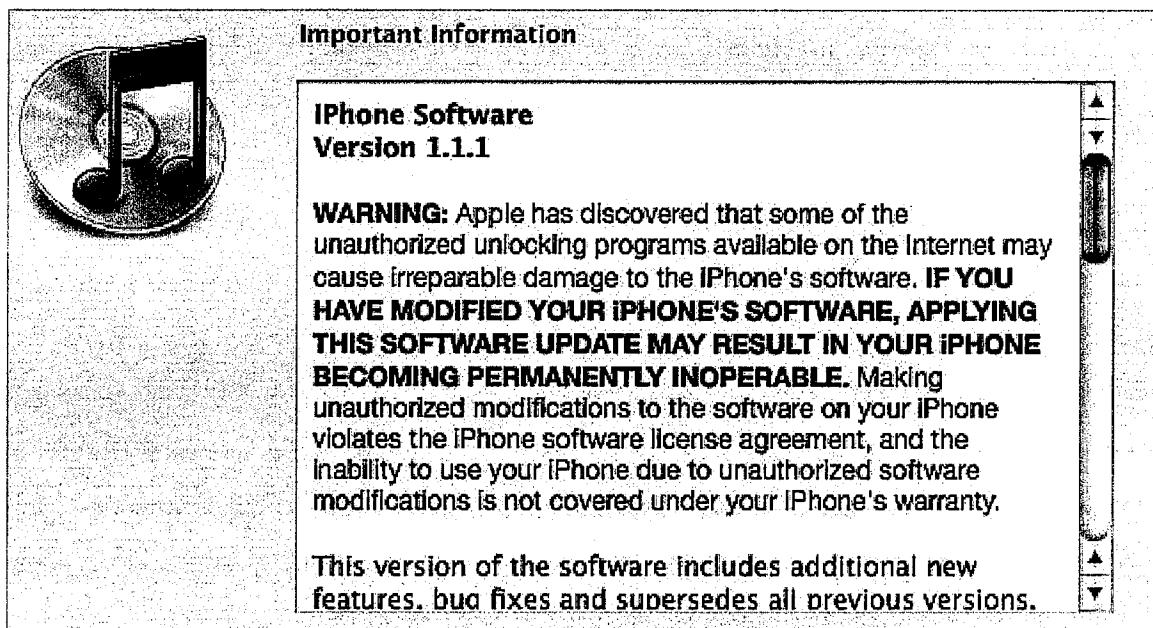 Important Information
iPhone Software
Version 1.1.1
WARNING: Apple has discovered that some of the
unauthorized unlocking programs available on the internet may
cause irreparable damage to the iPhone's software. IF YOU
HAVE MODIFIED YOUR iPHONE'S SOFTWARE, APPLYING
THIS SOFTWARE UPDATE MAY RESULT IN YOUR iPHONE
BECOMING PERMANENTLY INOPERABLE. Making
unauthorized modifications to the software on your iPhone
violates the iPhone software license agreement, and the
inability to use your iPhone due to unauthorized software
modifications is not covered under your iPhone's warranty.
This version of the software includes additional new
features, bug fixes and supersedes all previous versions.